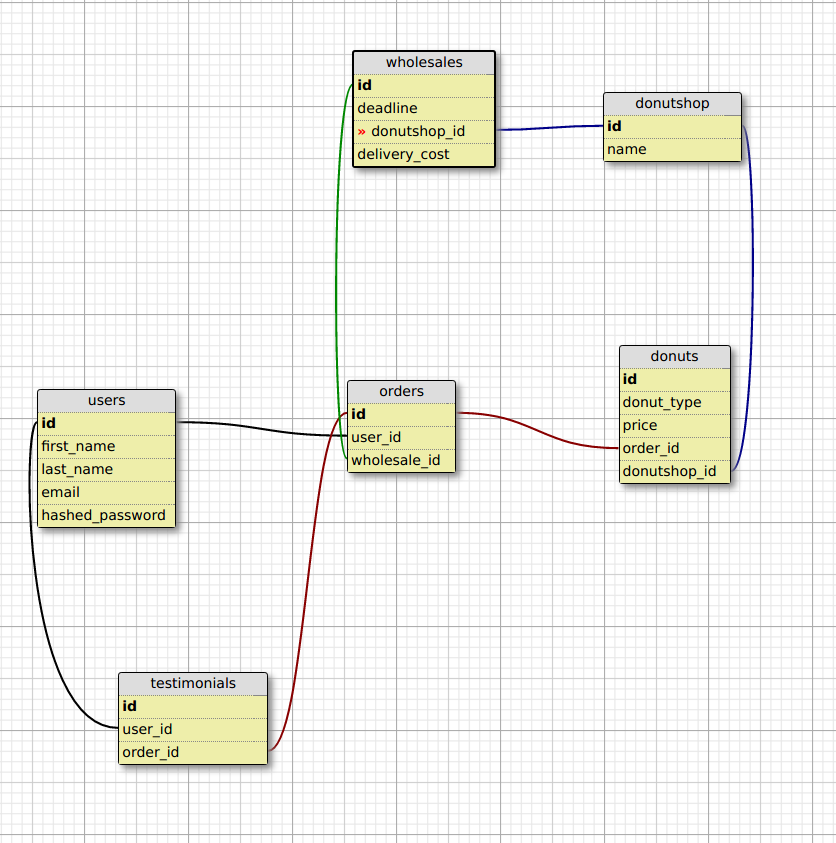 wholesales
id
deadline
» donutshop_id
delivery_cost
donutshop
id
name
users
id
first_name
last_name
email
hashed_password
orders
id
user_id
wholesale_id
donuts
id
donut_type
price
order_id
donutshop_id
testimonials
id
user_id
order_id